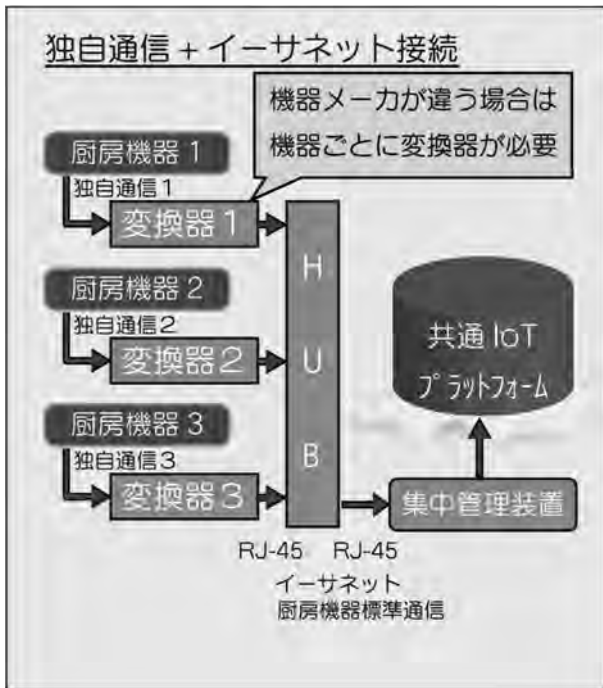 独自通信+イーサネット接続
機器メーカが違う場合は
機器ごとに変換器が必要
厨房機器1
独自通信1
変換器1
厨房機器2
独自通信2
変換器2
厨房機器3
独自通信3
変換器3
HUB
共通IoT
プラットフォーム
集中管理装置
RJ-45 RJ-45
イーサネット
厨房機器標準通信